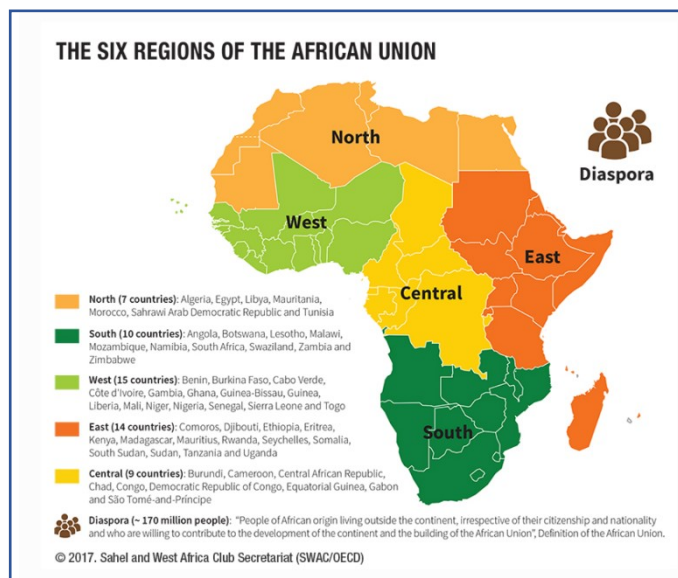 THE SIX REGIONS OF THE AFRICAN UNION
North
Diaspora
West
East
Central
South
North (7 countries): Algeria, Egypt, Libya, Mauritania,
Morocco, Sahrawi Arab Democratic Republic and Tunisia
South (10 countries): Angola, Botswana, Lesotho, Malawi,
Mozambique, Namibia, South Africa, Swaziland, Zambia and
Zimbabwe
West (15 countries): Benin, Burkina Faso, Cabo Verde,
Côte d'Ivoire, Gambia, Ghana, Guinea-Bissau, Guinea,
Liberia, Mali, Niger, Nigeria, Senegal, Sierra Leone and Togo
East (14 countries): Comoros, Djibouti, Ethiopia, Eritrea,
Kenya, Madagascar, Mauritius, Rwanda, Seychelles, Somalia,
South Sudan, Sudan, Tanzania and Uganda
Central (9 countries): Burundi, Cameroon, Central African Republic,
Chad, Congo, Democratic Republic of Congo, Equatorial Guinea, Gabon
and São Tomé-and-Príncipe
Diaspora (~ 170 million people): "People of African origin living outside the continent, irrespective of their citizenship and nationality
and who are willing to contribute to the development of the continent and the building of the African Union", Definition of the African Union.
© 2017. Sahel and West Africa Club Secretariat (SWAC/OECD)